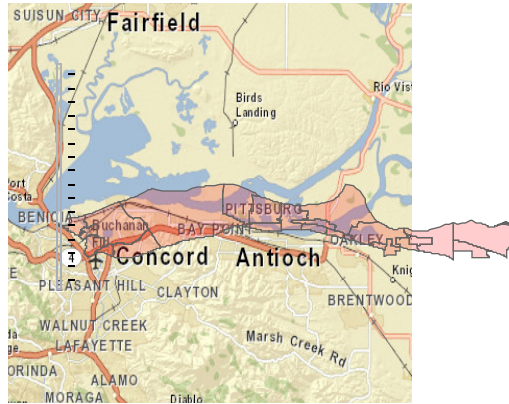 SUISUN CITY
Fairfield
Rio Vist
Birds
Landing
Port
Costa
BENICIA
Buchanan
Fld
PITTSBURG
BAY POINT
OAKLEY
Concord
Antioch
Knig
PLEASANT HILL
CLAYTON
BRENTWOOD
WALNUT CREEK
Marsh Creek Rd
LAFAYETTE
ORINDA
ALAMO
MORAGA
Diablo